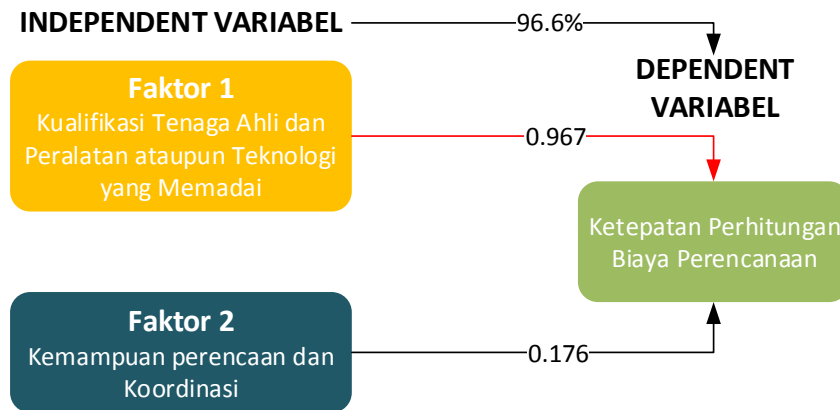 INDEPENDENT VARIABEL
96.6%
DEPENDENT
VARIABEL
Faktor 1
Kualifikasi Tenaga Ahli dan
Peralatan ataupun Teknologi
yang Memadai
0.967
Ketepatan Perhitungan
Biaya Perencanaan
Faktor 2
Kemampuan perencaan dan
Koordinasi
0.176